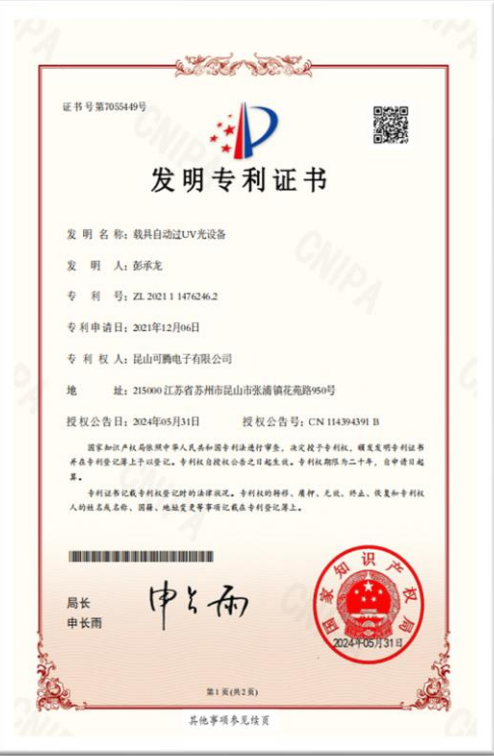 证书号第7055449号
发明专利证书
发明名称：载具自动过UV光设备
发明人：彭承龙
专利号：ZL 2021 1 1476246.2
专利申请日：2021年12月06日
专利权人：昆山可腾电子有限公司
地址：215000 江苏省苏州市昆山市张浦镇花苑路950号
授权公告日：2024年05月31日 授权公告号：CN 114394391 B
国家知识产权局依照中华人民共和国专利法进行审查，决定授予专利权，颁发发明专利证书
并在专利登记簿上予以登记。专利权自授权公告之日起生效。专利权期限为二十年，自申请日起
算。
专利证书记载专利权登记时的法律状况。专利权的转移、质押、无效、终止、恢复和专利权
人的姓名或名称、国籍、地址变更等事项记载在专利登记簿上。
局长
申长雨
申长雨
国家知识产权局
2024年05月31日
第1页(共2页)
其他事项参见续页
CNIPA
CNIPA
CNIPA